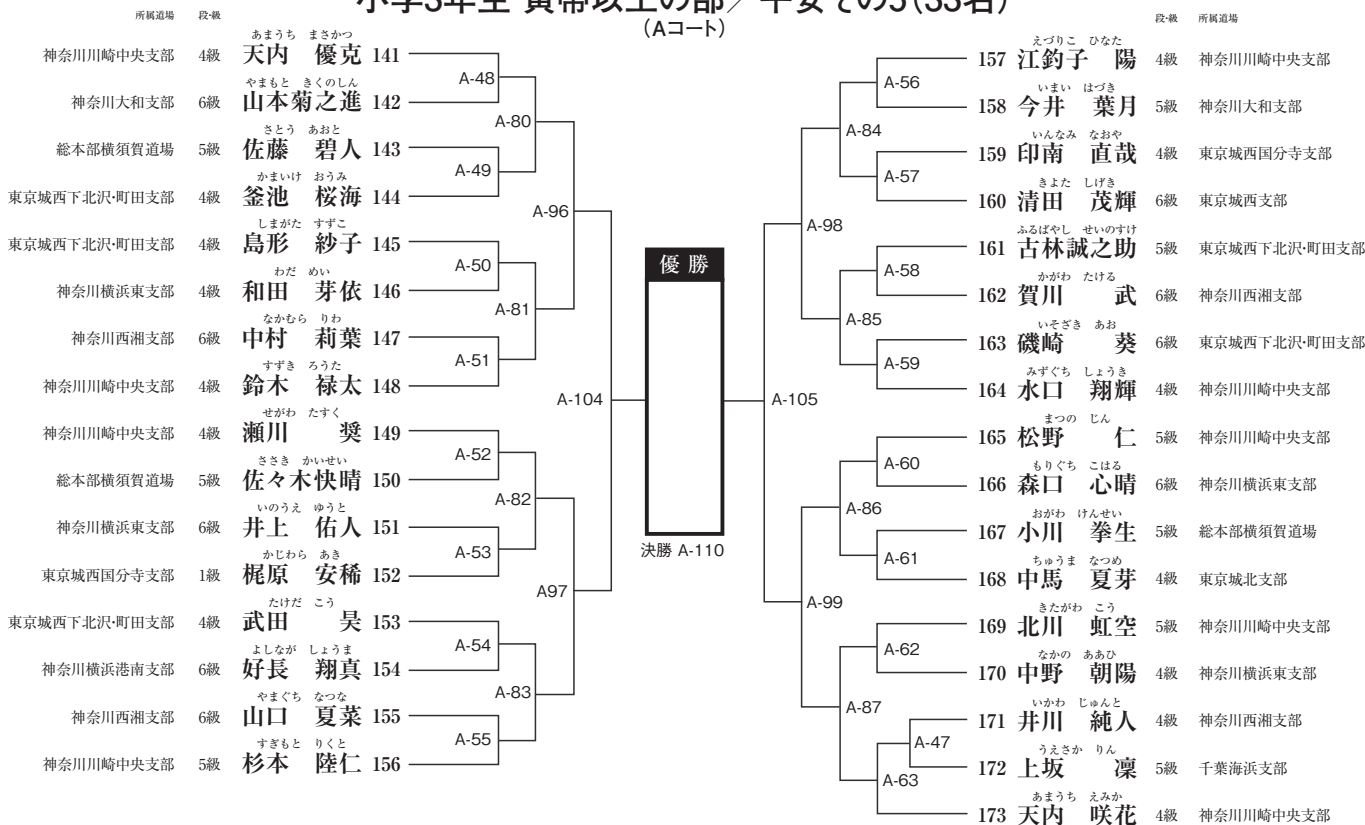 小学3年生 黄帯以上の部／平安その3(33名)
(Aコート)
所属道場 段・級
神奈川川崎中央支部 4級 天内 優克 141
あまうち まさかつ
神奈川大和支部 6級 山本菊之進 142
やまもと きくのしん
総本部横須賀道場 5級 佐藤 碧人 143
さとう あおと
東京城西下北沢・町田支部 4級 釜池 桜海 144
かまいけ おうみ
東京城西下北沢・町田支部 4級 島形 紗子 145
しまがた すずこ
神奈川横浜東支部 4級 和田 芽依 146
わだ めい
神奈川西湘支部 6級 中村 莉葉 147
なかむら りわ
神奈川川崎中央支部 4級 鈴木 禄太 148
すずき ろうた
神奈川川崎中央支部 4級 瀬川 奨 149
せがわ たすく
総本部横須賀道場 5級 佐々木快晴 150
ささき かいせい
神奈川横浜東支部 6級 井上 佑人 151
いのうえ ゆうと
東京城西国分寺支部 1級 梶原 安稀 152
かじわら あき
東京城西下北沢・町田支部 4級 武田 昊 153
たけだ こう
神奈川横浜港南支部 6級 好長 翔真 154
よしなが しょうま
神奈川西湘支部 6級 山口 夏菜 155
やまぐち なつな
神奈川川崎中央支部 5級 杉本 陸仁 156
すぎもと りくと
A-48
A-49
A-50
A-51
A-52
A-53
A-54
A-55
A-80
A-81
A-82
A-83
A-96
A97
A-104
優勝
決勝 A-110
A-105
A-98
A-99
A-84
A-85
A-86
A-87
A-56
A-57
A-58
A-59
A-60
A-61
A-62
A-47
A-63
段・級 所属道場
えづりこ ひなた
157 江釣子 陽 4級 神奈川川崎中央支部
いまい はづき
158 今井 葉月 5級 神奈川大和支部
いんなみ なおや
159 印南 直哉 4級 東京城西国分寺支部
きよた しげき
160 清田 茂輝 6級 東京城西支部
ふるばやし せいのすけ
161 古林誠之助 5級 東京城西下北沢・町田支部
かがわ たける
162 賀川 武 6級 神奈川西湘支部
いそざき あお
163 磯崎 葵 6級 東京城西下北沢・町田支部
みずぐち しょうき
164 水口 翔輝 4級 神奈川川崎中央支部
まつの じん
165 松野 仁 5級 神奈川川崎中央支部
もりぐち こはる
166 森口 心晴 6級 神奈川横浜東支部
おがわ けんせい
167 小川 拳生 5級 総本部横須賀道場
ちゅうま なつめ
168 中馬 夏芽 4級 東京城北支部
きたがわ こう
169 北川 虹空 5級 神奈川川崎中央支部
なかの ああひ
170 中野 朝陽 4級 神奈川横浜東支部
いかわ じゅんと
171 井川 純人 4級 神奈川西湘支部
うえさか りん
172 上坂 凜 5級 千葉海浜支部
あまうち えみか
173 天内 咲花 4級 神奈川川崎中央支部